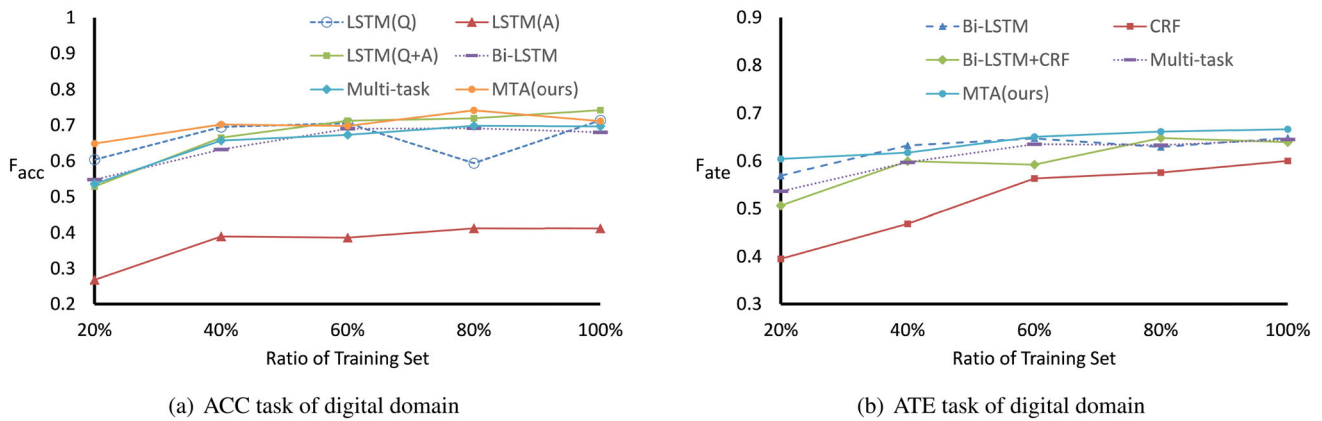 1
0.9
0.8
0.7
0.6
0.5
0.4
0.3
0.2
Facc
LSTM(Q)
LSTM(A)
LSTM(Q+A)
Bi-LSTM
Multi-task
MTA(ours)
20%
40%
60%
80%
100%
Ratio of Training Set
(a) ACC task of digital domain
0.9
0.8
0.7
0.6
0.5
0.4
0.3
Fate
Bi-LSTM
CRF
Bi-LSTM+CRF
Multi-task
MTA(ours)
20%
40%
60%
80%
100%
Ratio of Training Set
(b) ATE task of digital domain